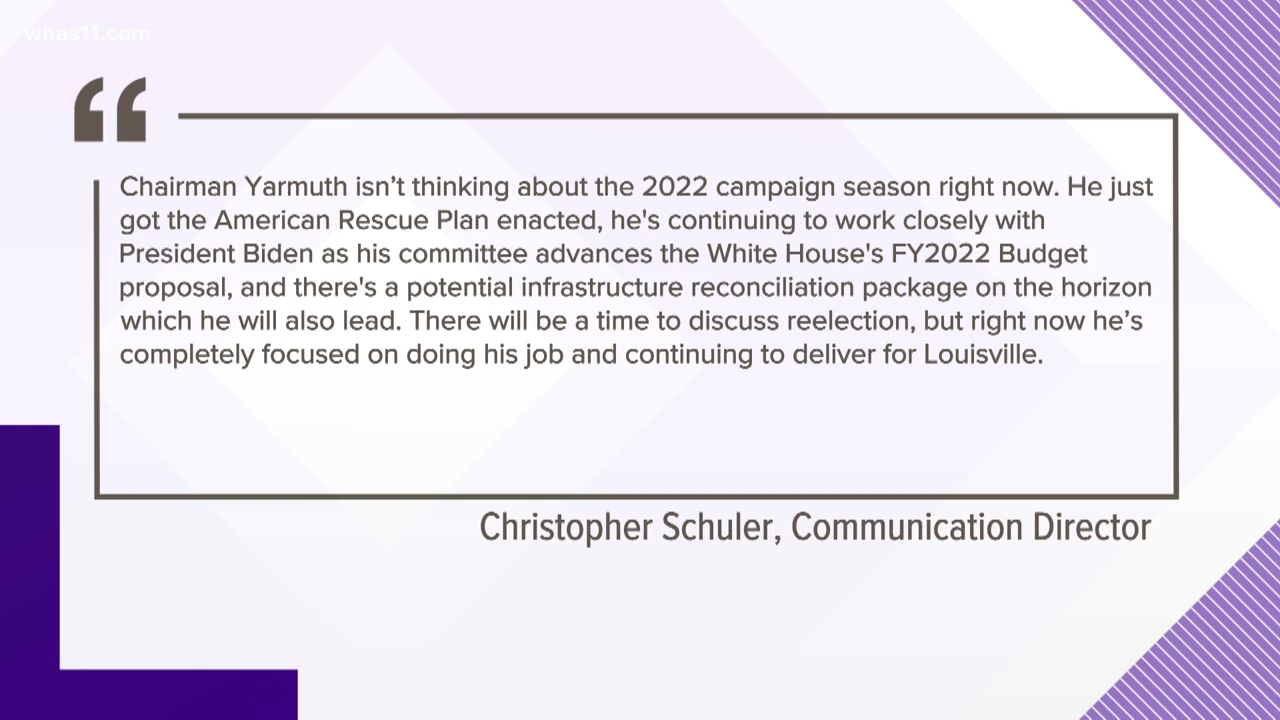 whas11.com
“
Chairman Yarmuth isn’t thinking about the 2022 campaign season right now. He just
got the American Rescue Plan enacted, he's continuing to work closely with
President Biden as his committee advances the White House's FY2022 Budget
proposal, and there's a potential infrastructure reconciliation package on the horizon
which he will also lead. There will be a time to discuss reelection, but right now he’s
completely focused on doing his job and continuing to deliver for Louisville.
Christopher Schuler, Communication Director